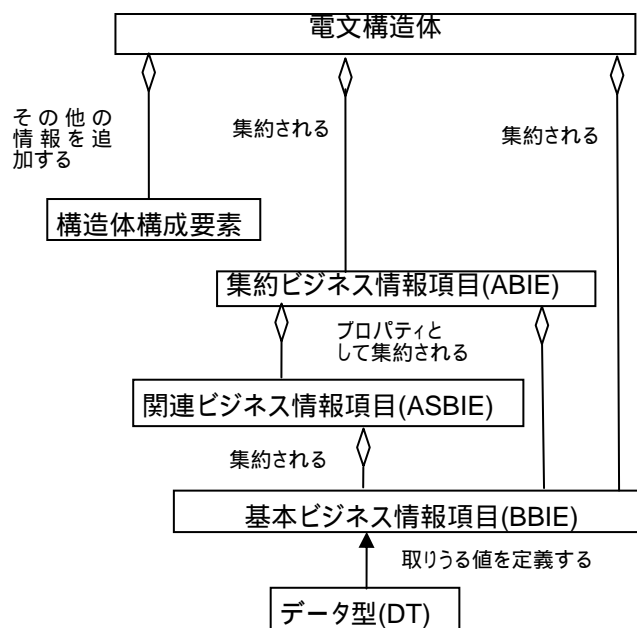 電文構造体
その他の
情報を追
加する
集約される
集約される
構造体構成要素
集約ビジネス情報項目(ABIE)
プロパティと
して集約される
関連ビジネス情報項目(ASBIE)
集約される
基本ビジネス情報項目(BBIE)
取りうる値を定義する
データ型(DT)